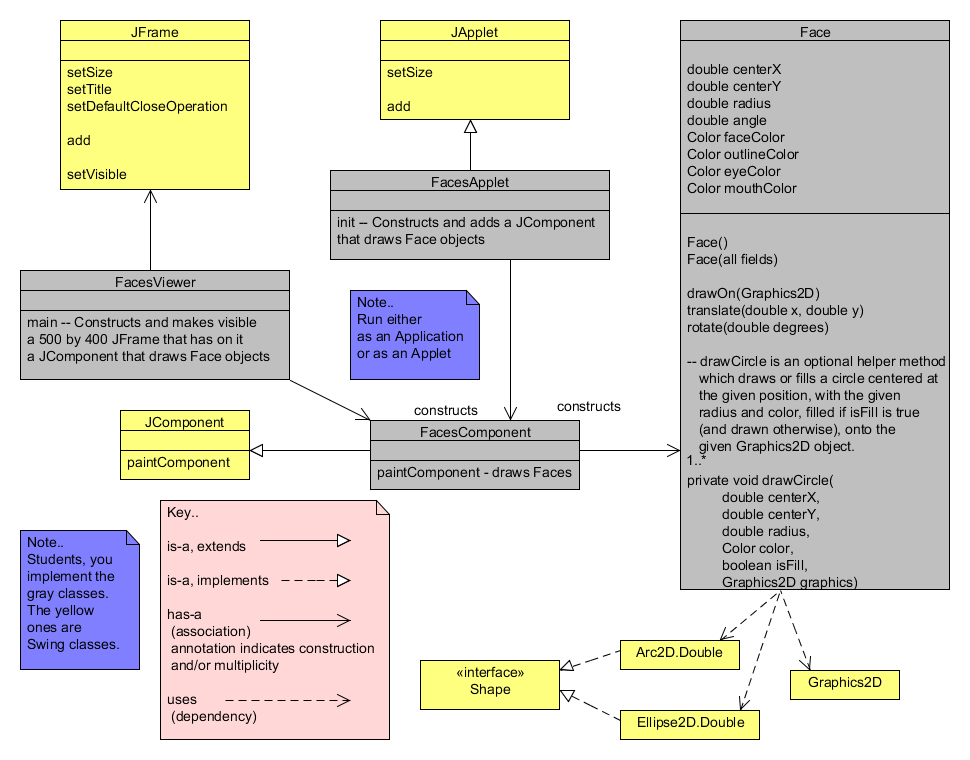 JFrame
setSize
setTitle
setDefaultCloseOperation
add
setVisible
JApplet
setSize
add
Face
double centerX
double centerY
double radius
double angle
Color faceColor
Color outlineColor
Color eyeColor
Color mouthColor
Face()
Face(all fields)
drawOn(Graphics2D)
translate(double x, double y)
rotate(double degrees)
-- drawCircle is an optional helper method
which draws or fills a circle centered at
the given position, with the given
radius and color, filled if isFill is true
(and drawn otherwise), onto the
given Graphics2D object.
1..*
private void drawCircle(
double centerX,
double centerY,
double radius,
Color color,
boolean isFill,
Graphics2D graphics)
FacesApplet
init -- Constructs and adds a JComponent
that draws Face objects
FacesViewer
main -- Constructs and makes visible
a 500 by 400 JFrame that has on it
a JComponent that draws Face objects
Note..
Run either
as an Application
or as an Applet
constructs
constructs
JComponent
paintComponent
FacesComponent
paintComponent - draws Faces
Note..
Students, you
implement the
gray classes.
The yellow
ones are
Swing classes.
Key..
is-a, extends
is-a, implements
has-a
(association)
annotation indicates construction
and/or multiplicity
uses
(dependency)
«interface»
Shape
Arc2D.Double
Ellipse2D.Double
Graphics2D